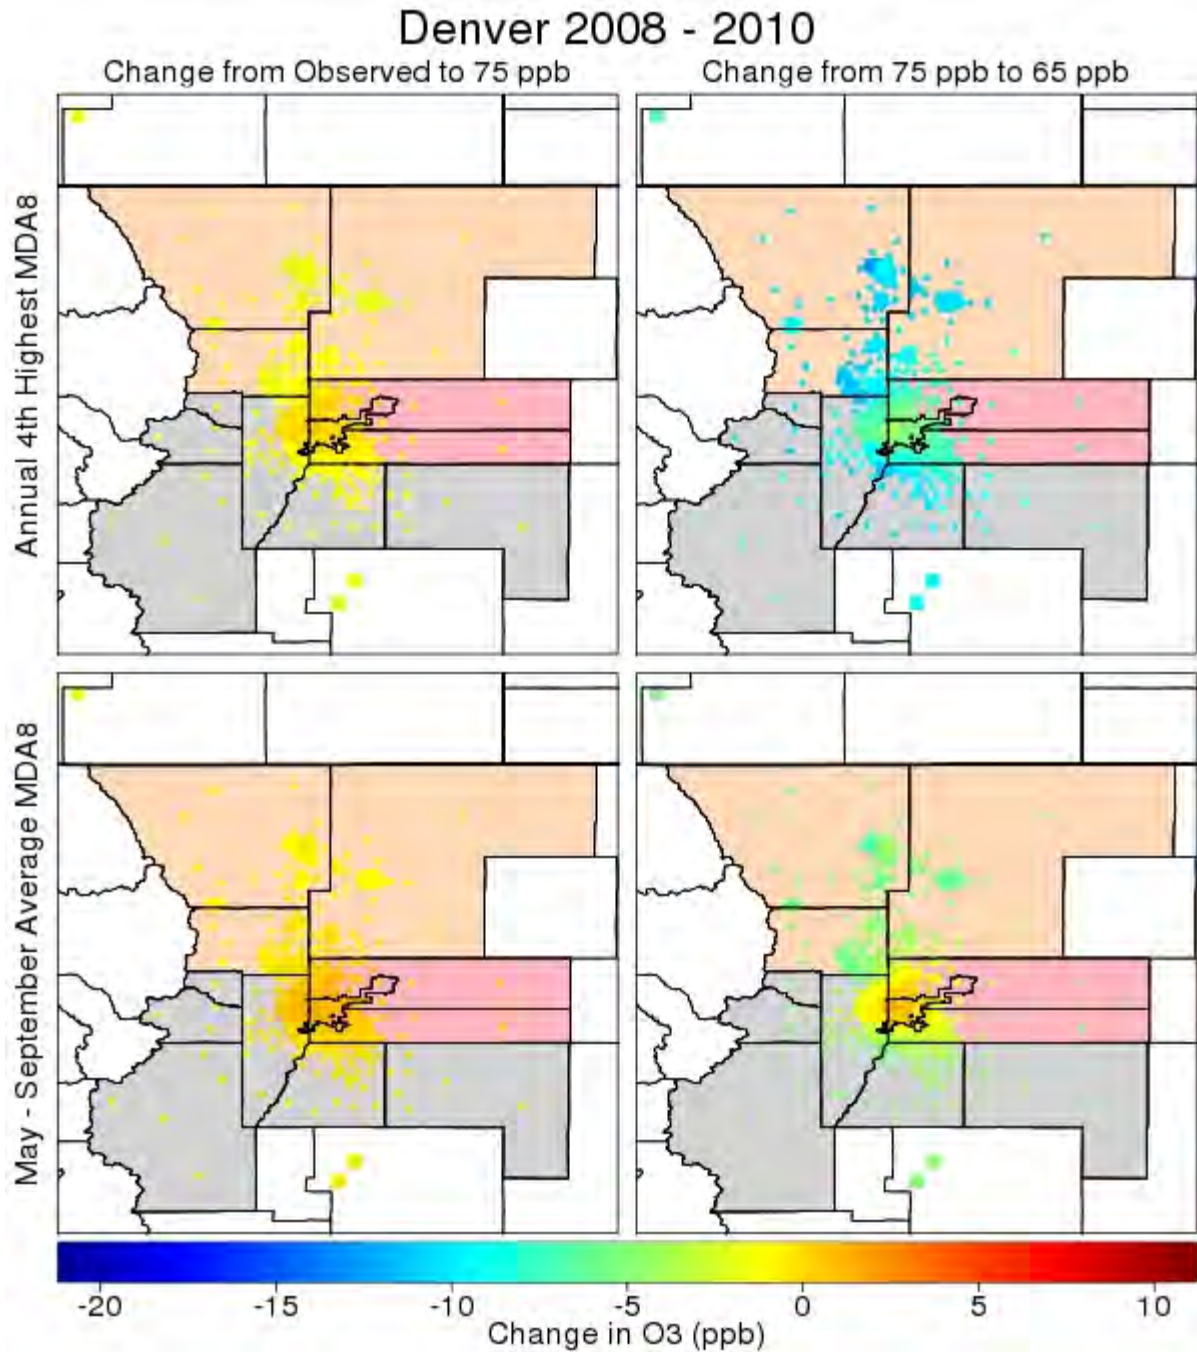 Denver 2008 - 2010
Change from Observed to 75 ppb
Change from 75 ppb to 65 ppb
Annual 4th Highest MDA8
May - September Average MDA8
-20 -15 -10 -5 0 5 10
Change in O3 (ppb)